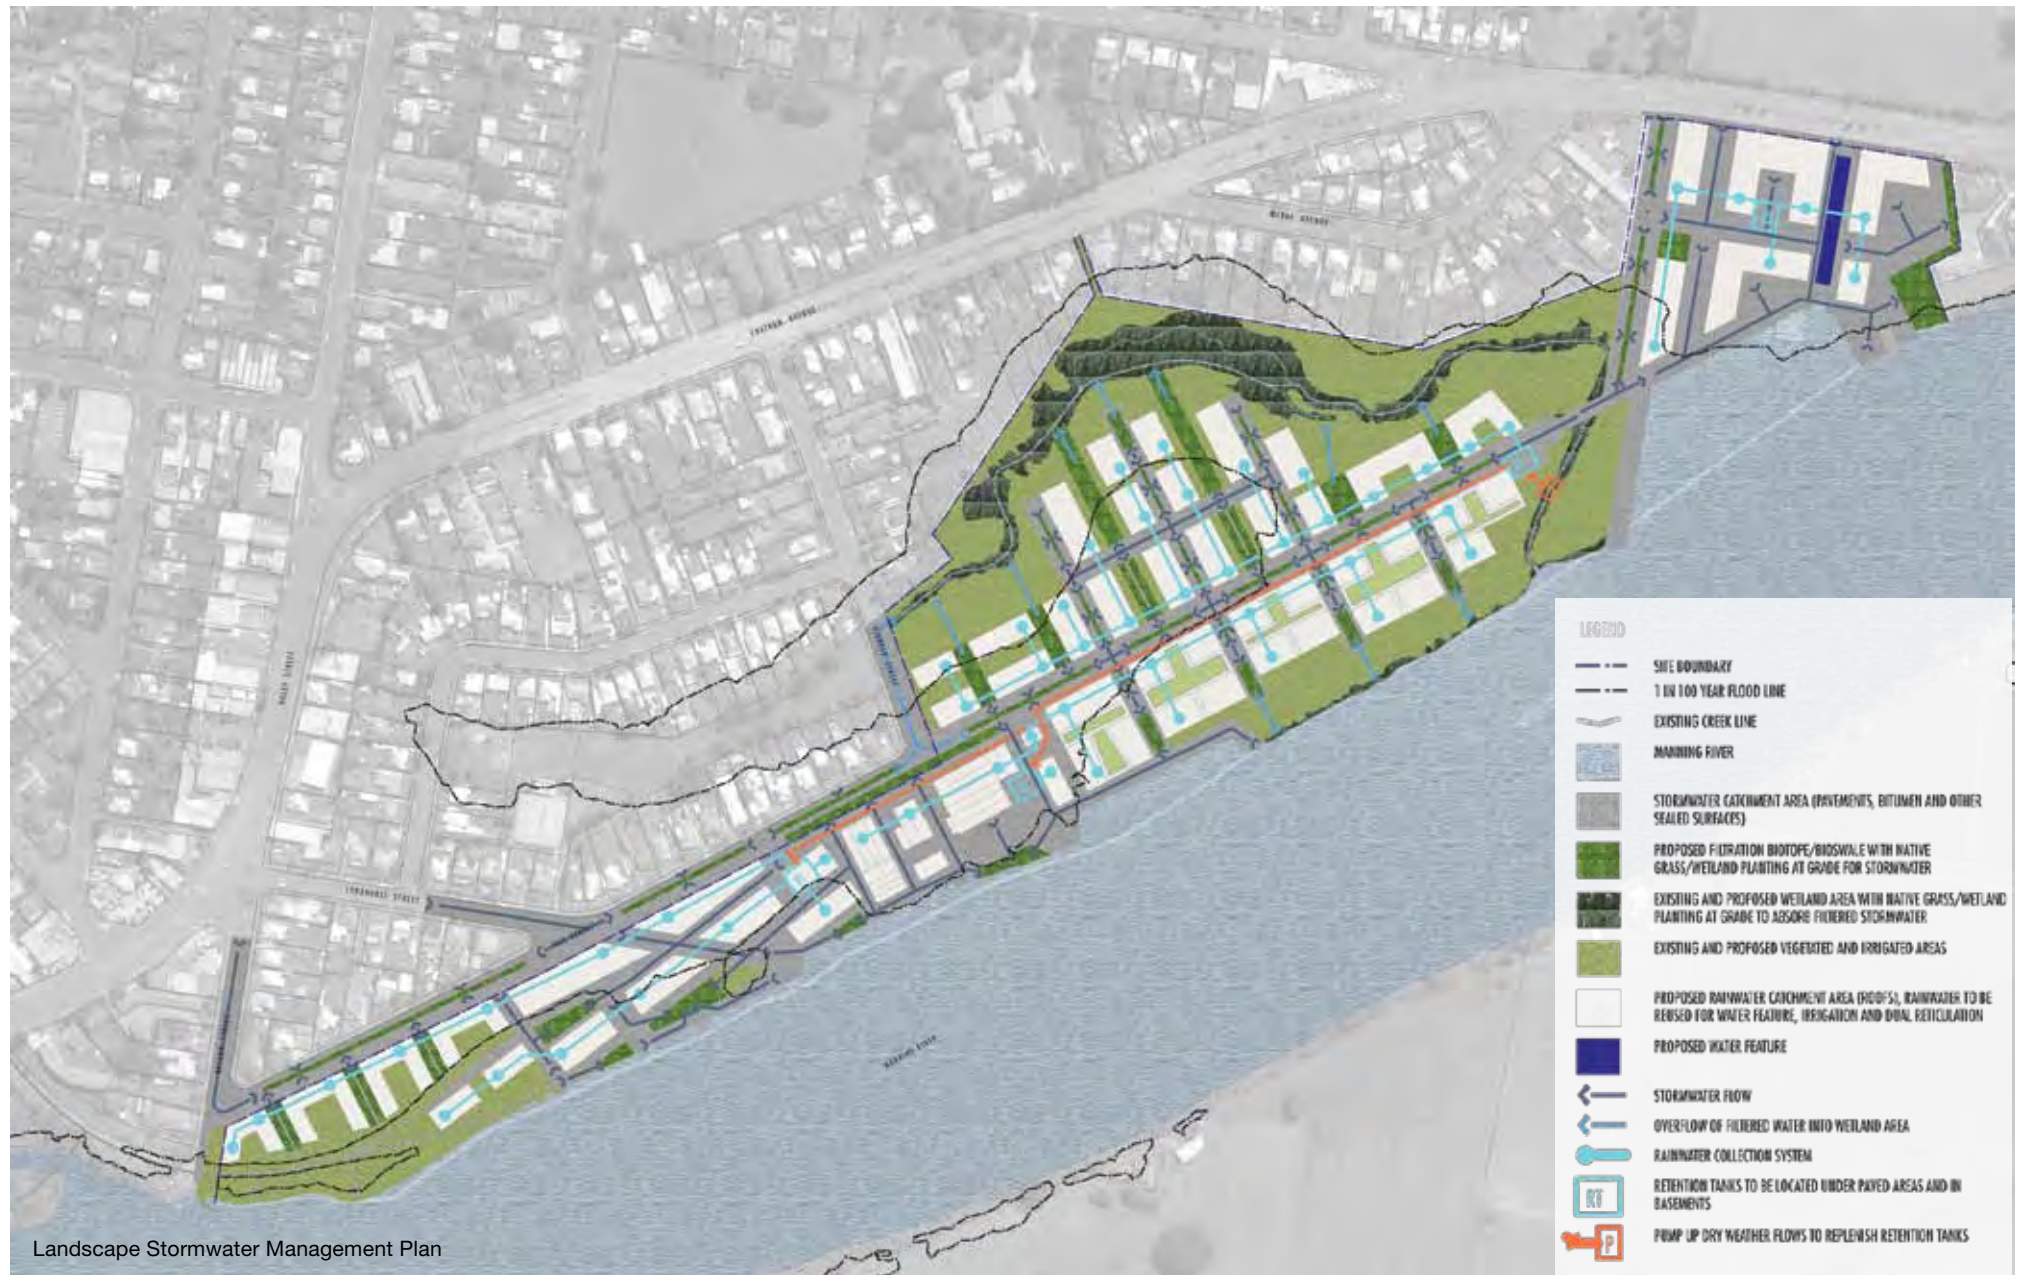 CHATHAM AVENUE
MANNING RIVER
LEGEND
SITE BOUNDARY
1 IN 100 YEAR FLOOD LINE
EXISTING CREEK LINE
MANNING RIVER
STORMWATER CATCHMENT AREA (PAVEMENTS, BITUMEN AND OTHER
SEALED SURFACES)
PROPOSED FILTRATION BIOTOPE/BIOSWALE WITH NATIVE
GRASS/WETLAND PLANTING AT GRADE FOR STORMWATER
EXISTING AND PROPOSED WETLAND AREA WITH NATIVE GRASS/WETLAND
PLANTING AT GRADE TO ABSORB FILTERED STORMWATER
EXISTING AND PROPOSED VEGETATED AND IRRIGATED AREAS
PROPOSED RAINWATER CATCHMENT AREA (ROOFS), RAINWATER TO BE
REUSED FOR WATER FEATURE, IRRIGATION AND DUAL RETICULATION
PROPOSED WATER FEATURE
STORMWATER FLOW
OVERFLOW OF FILTERED WATER INTO WETLAND AREA
RAINWATER COLLECTION SYSTEM
RT
RETENTION TANKS TO BE LOCATED UNDER PAVED AREAS AND IN
BASEMENTS
P
PUMP UP DRY WEATHER FLOWS TO REPLENISH RETENTION TANKS
Landscape Stormwater Management Plan